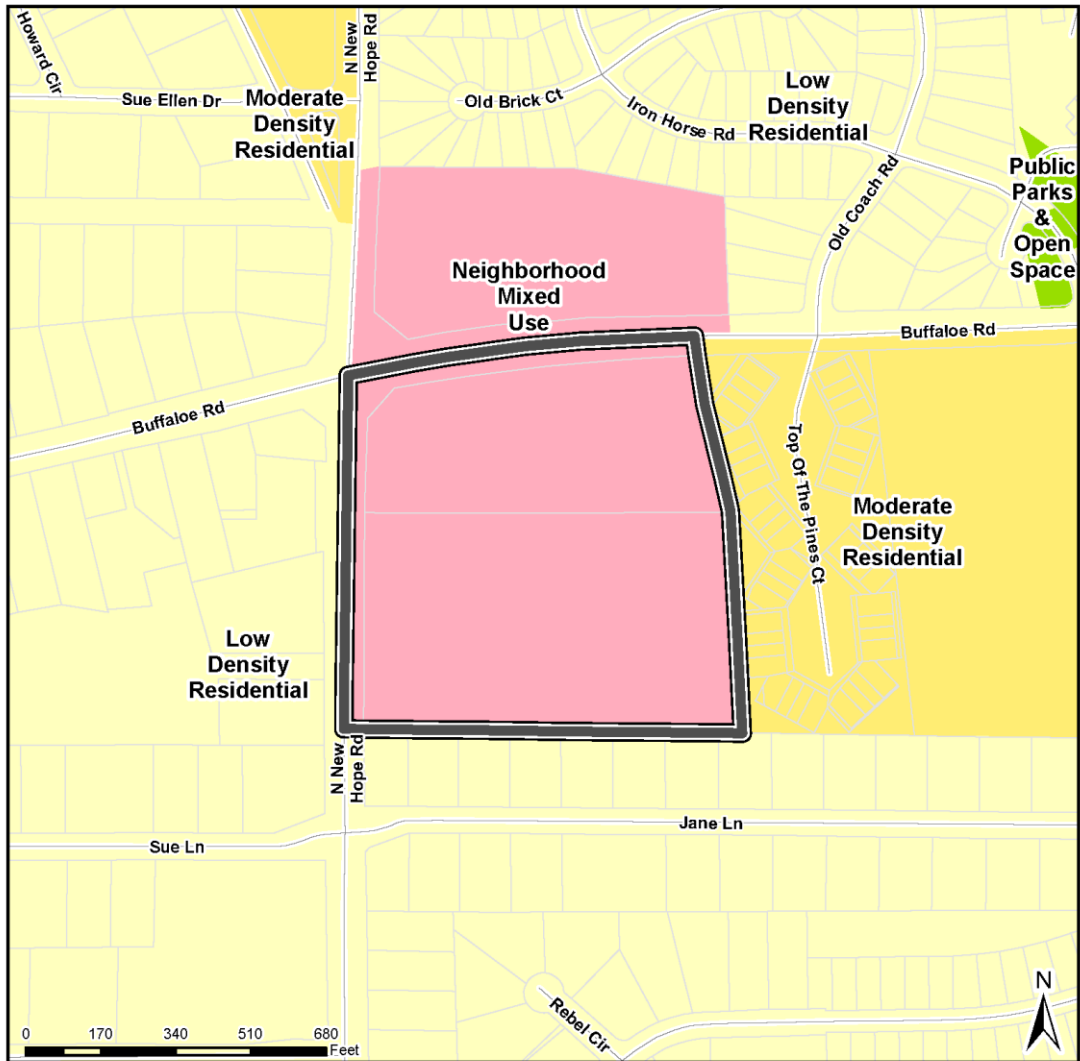 Howard Cir
N New
Hope Rd
Sue Ellen Dr
Moderate
Density
Residential
Old Brick Ct
Iron Horse Rd
Low
Density
Residential
Old Coach Rd
Public
Parks
&
Open
Space
Neighborhood
Mixed
Use
Buffaloe Rd
Buffaloe Rd
Top Of The Pines Ct
Moderate
Density
Residential
Low
Density
Residential
N New
Hope Rd
Jane Ln
Sue Ln
Rebel Cir
N
0 170 340 510 680
Feet